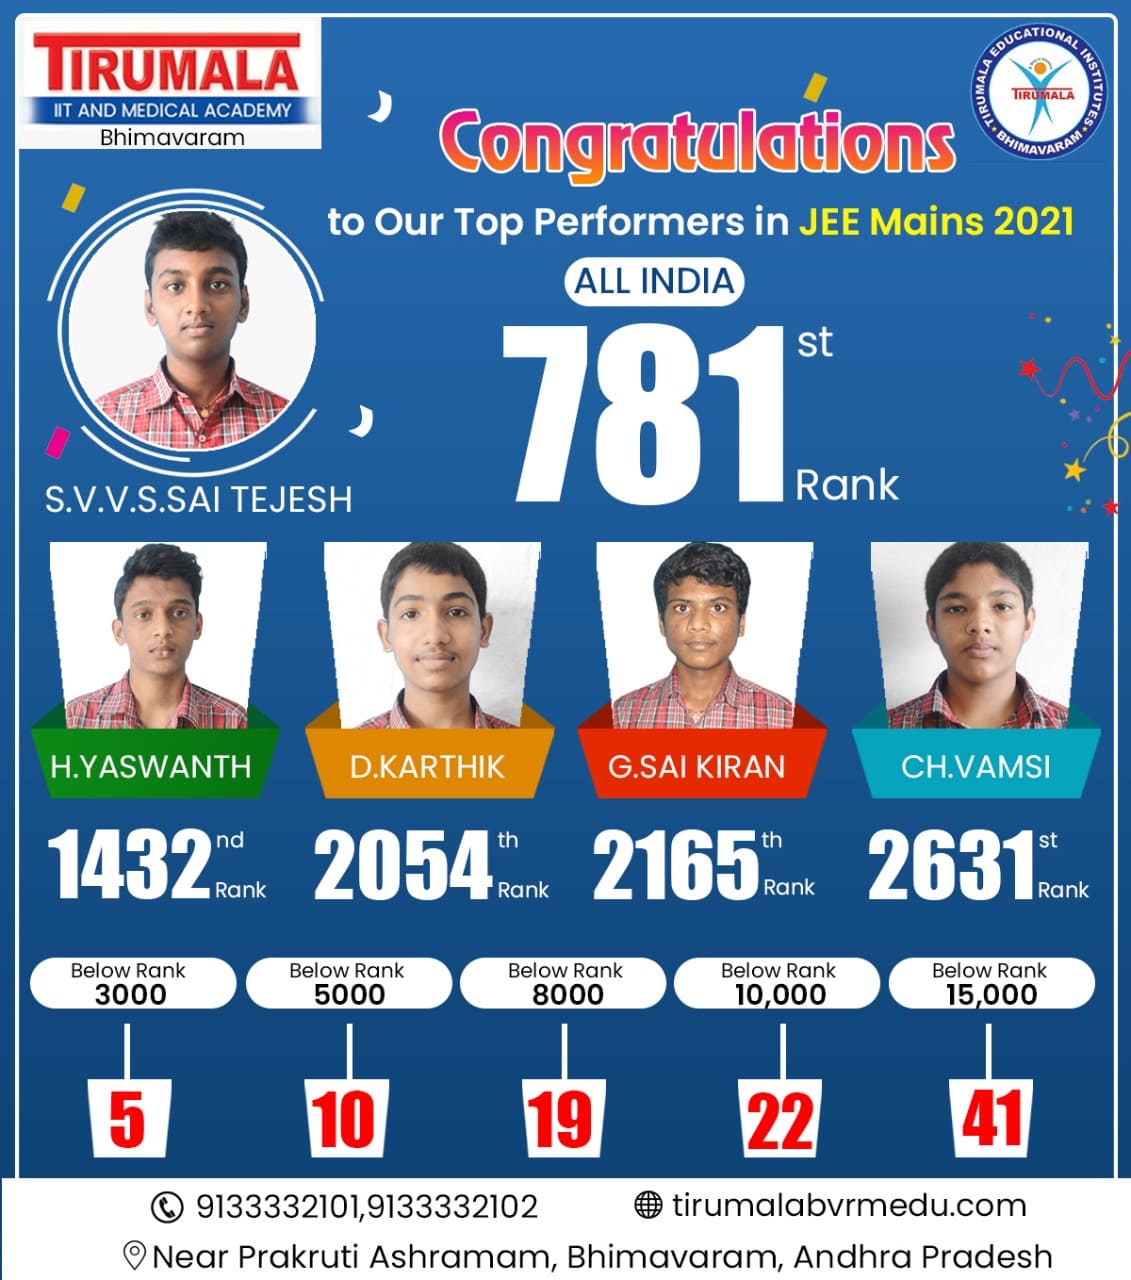 TIRUMALA
IIT AND MEDICAL ACADEMY
Bhimavaram
TIRUMALA EDUCATIONAL INSTITUTES
TIRUMALA
BHIMAVARAM
Congratulations
to Our Top Performers in JEE Mains 2021
ALL INDIA
781st Rank
S.V.V.S.SAI TEJESH
H.YASWANTH
1432nd Rank
D.KARTHIK
2054th Rank
G.SAI KIRAN
2165th Rank
CH.VAMSI
2631st Rank
Below Rank
3000
5
Below Rank
5000
10
Below Rank
8000
19
Below Rank
10,000
22
Below Rank
15,000
41
9133332101,9133332102
tirumalabvrmedu.com
Near Prakruti Ashramam, Bhimavaram, Andhra Pradesh